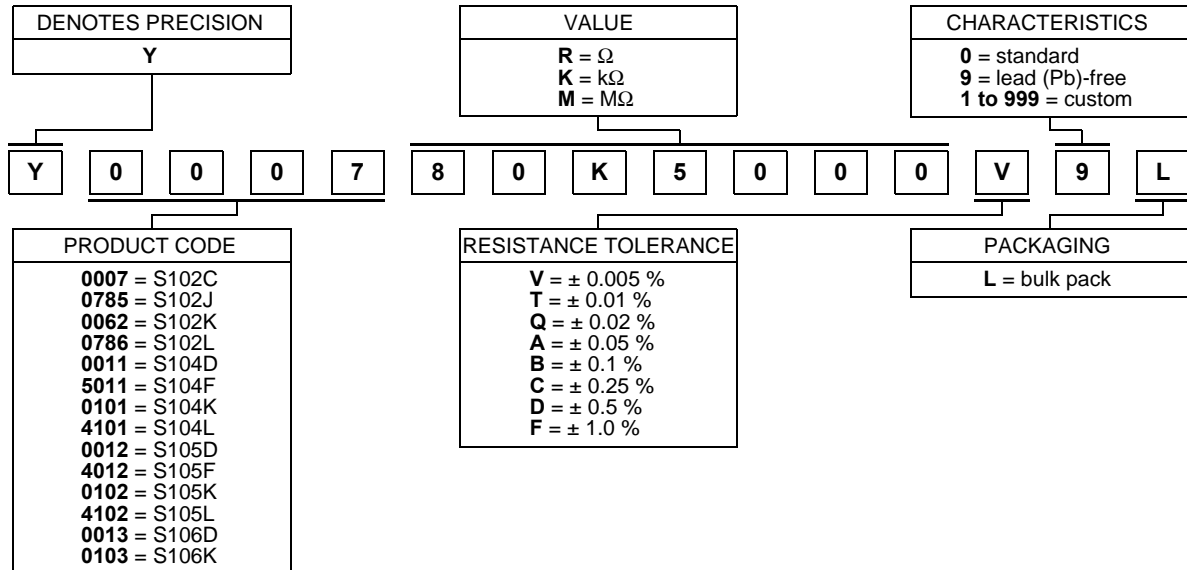 DENOTES PRECISION
Y
VALUE
R = Ω
K = kΩ
M = MΩ
CHARACTERISTICS
0 = standard
9 = lead (Pb)-free
1 to 999 = custom
Y 0 0 0 7 8 0 K 5 0 0 0 V 9 L
PRODUCT CODE
0007 = S102C
0785 = S102J
0062 = S102K
0786 = S102L
0011 = S104D
5011 = S104F
0101 = S104K
4101 = S104L
0012 = S105D
4012 = S105F
0102 = S105K
4102 = S105L
0013 = S106D
0103 = S106K
RESISTANCE TOLERANCE
V = ± 0.005 %
T = ± 0.01 %
Q = ± 0.02 %
A = ± 0.05 %
B = ± 0.1 %
C = ± 0.25 %
D = ± 0.5 %
F = ± 1.0 %
PACKAGING
L = bulk pack